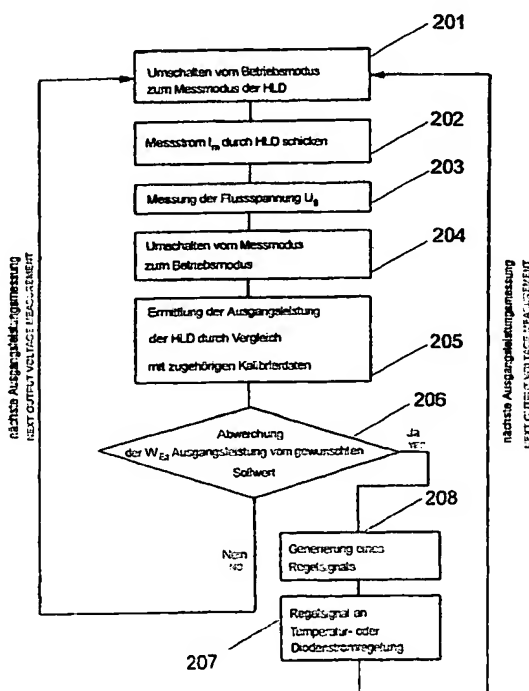 201
Umschalten vom Betriebsmodus
zum Messmodus der HLD
202
Messstrom Im durch HLD schicken
203
Messung der Flussspannung
204
Umschalten vom Messmodus
zum Betriebsmodus
205
Ermittlung der Ausgangsleistung
der HLD durch Vergleich
mit zugehörigen Kalibrierdaten
206
Abweichung
der Ausgangsleistung vom gewünschten
Sollwert
Ja
YES
Nein
NO
208
Generierung eines
Regelsignals
207
Regelsignal an
Temperatur- oder
Diodenstromregelung
nächste Ausgangsleistungsmessung
NEXT OUTPUT VOLTAGE MEASUREMENT
nächste Ausgangsleistungsmessung
NEXT OUTPUT VOLTAGE MEASUREMENT